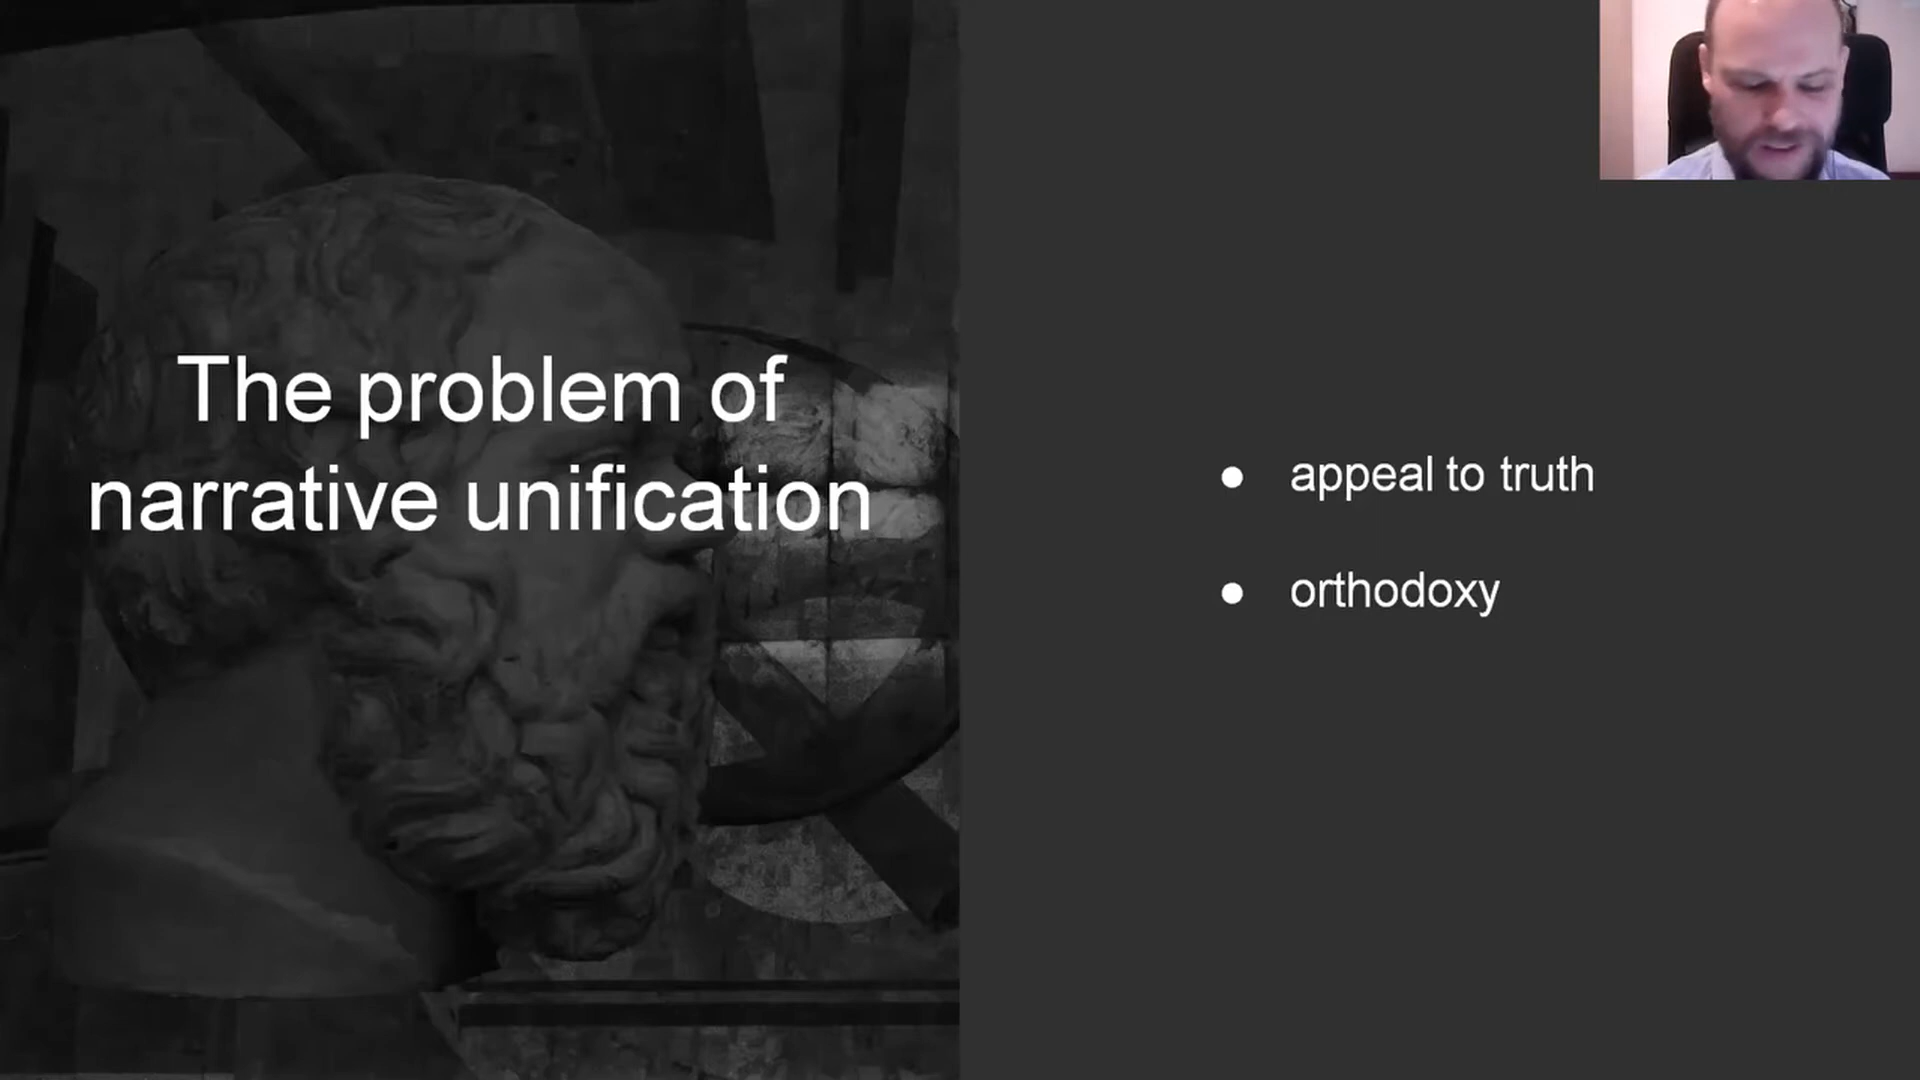 The problem of
narrative unification
● appeal to truth
● orthodoxy